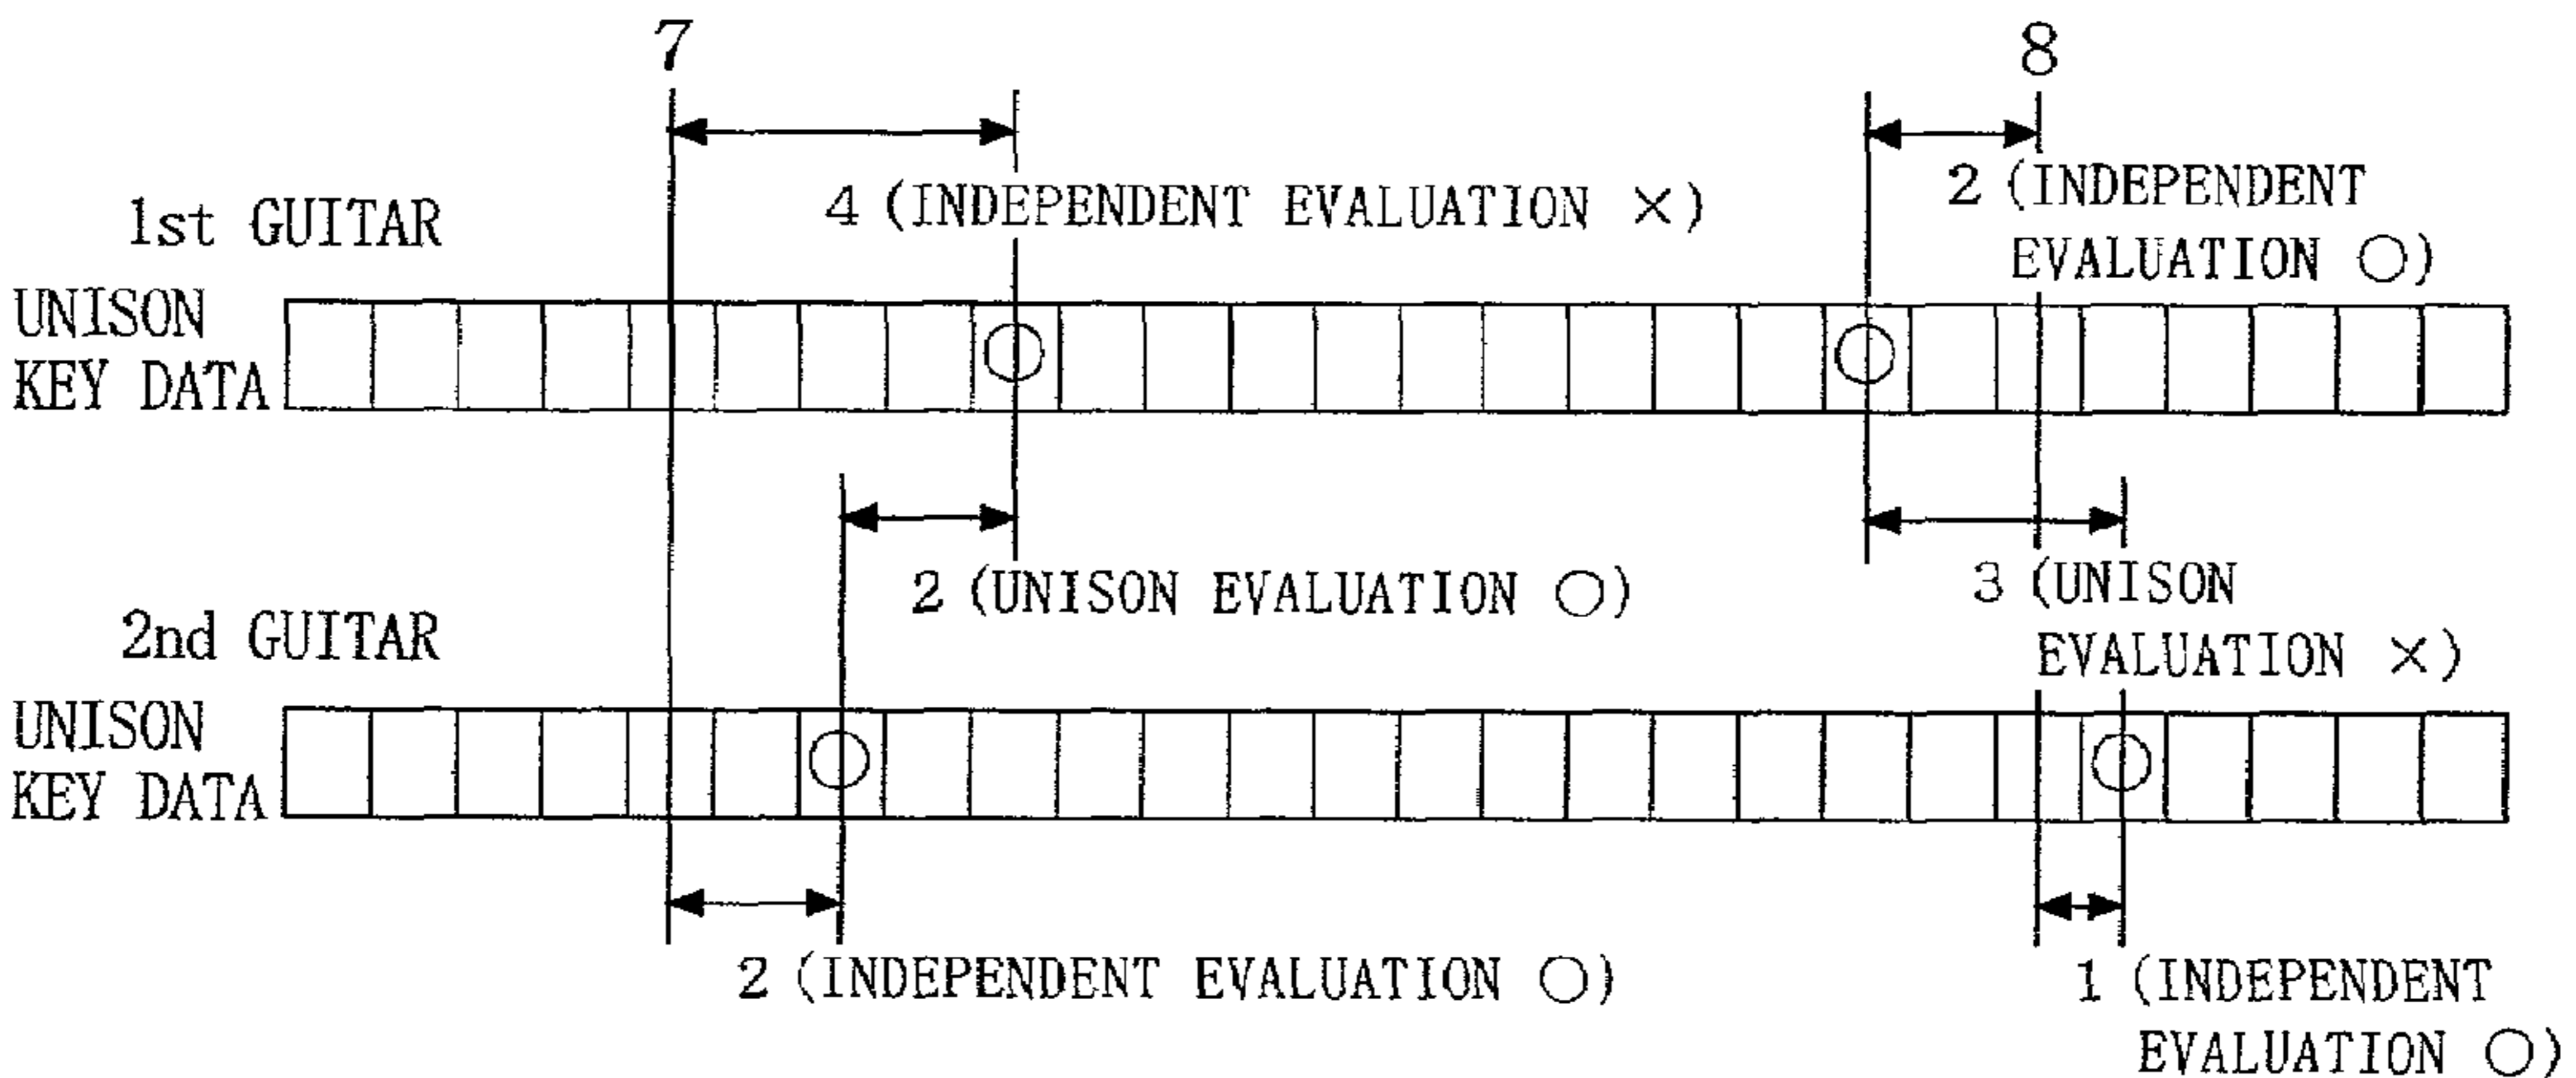 7
8
4 (INDEPENDENT EVALUATION ×)
2 (INDEPENDENT
EVALUATION ○)
1st GUITAR
UNISON
KEY DATA
2 (UNISON EVALUATION ○)
3 (UNISON
EVALUATION ×)
2nd GUITAR
UNISON
KEY DATA
2 (INDEPENDENT EVALUATION ○)
1 (INDEPENDENT
EVALUATION ○)